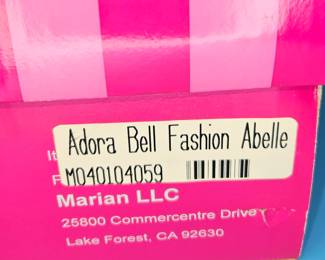 Adora Bell Fashion Abelle
M040104059
Marian LLC
25800 Commercentre Drive
Lake Forest, CA 92630